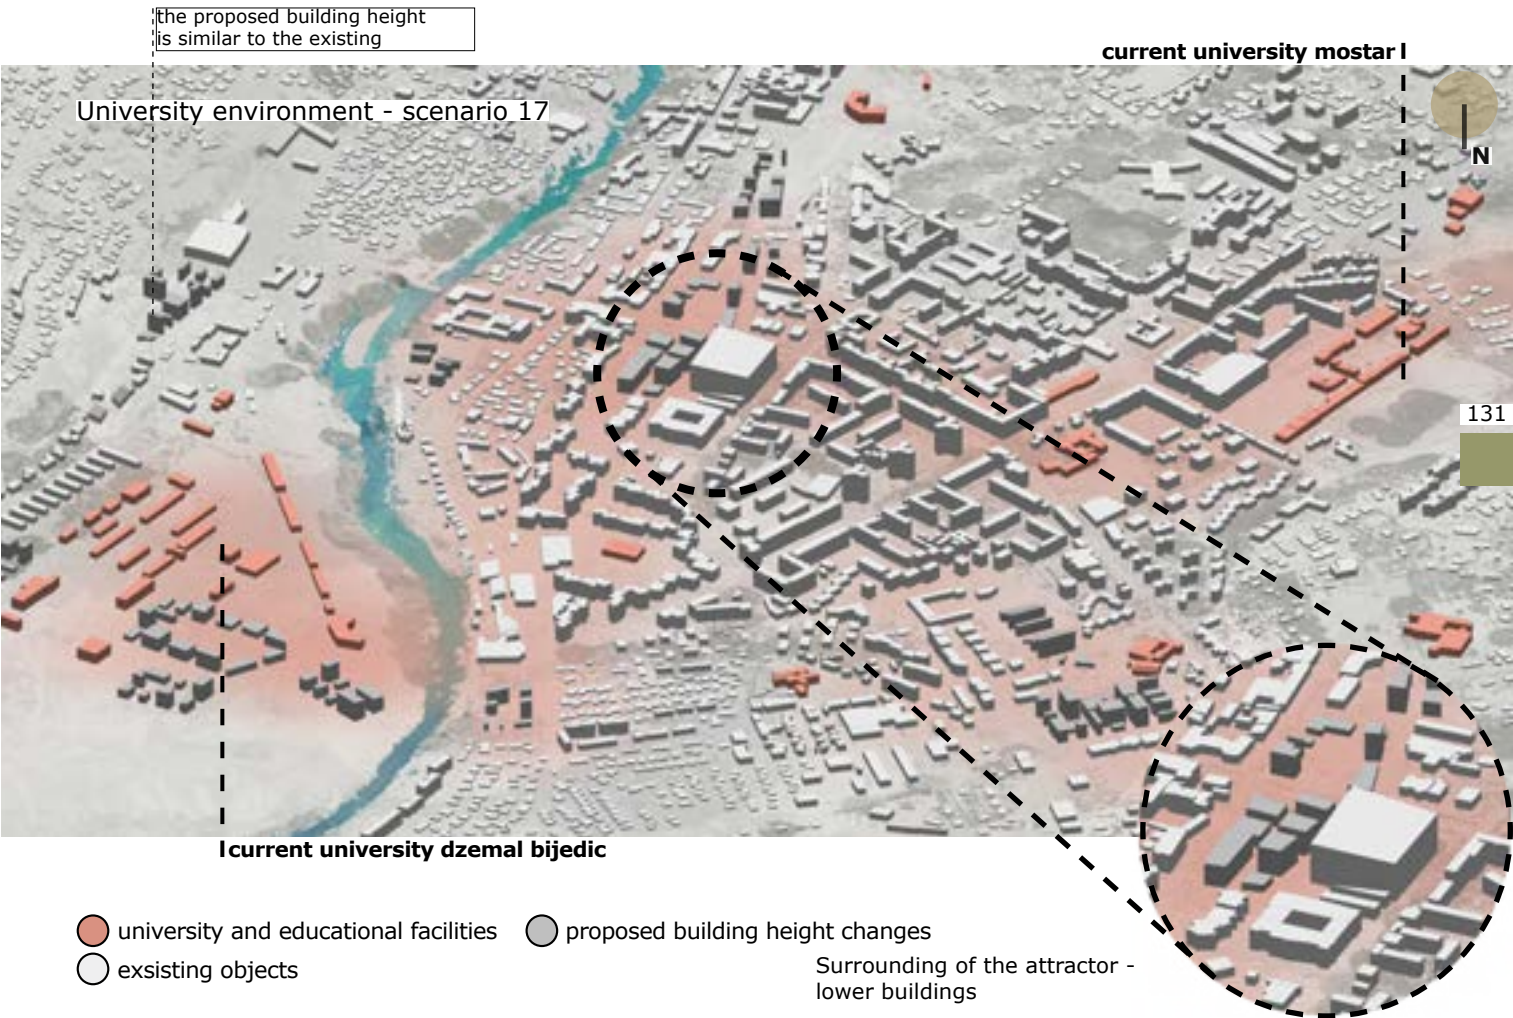 the proposed building height
is similar to the existing
current university mostar
University environment - scenario 17
N
131
current university dzemal bijedic
university and educational facilities
proposed building height changes
exsisting objects
Surrounding of the attractor -
lower buildings